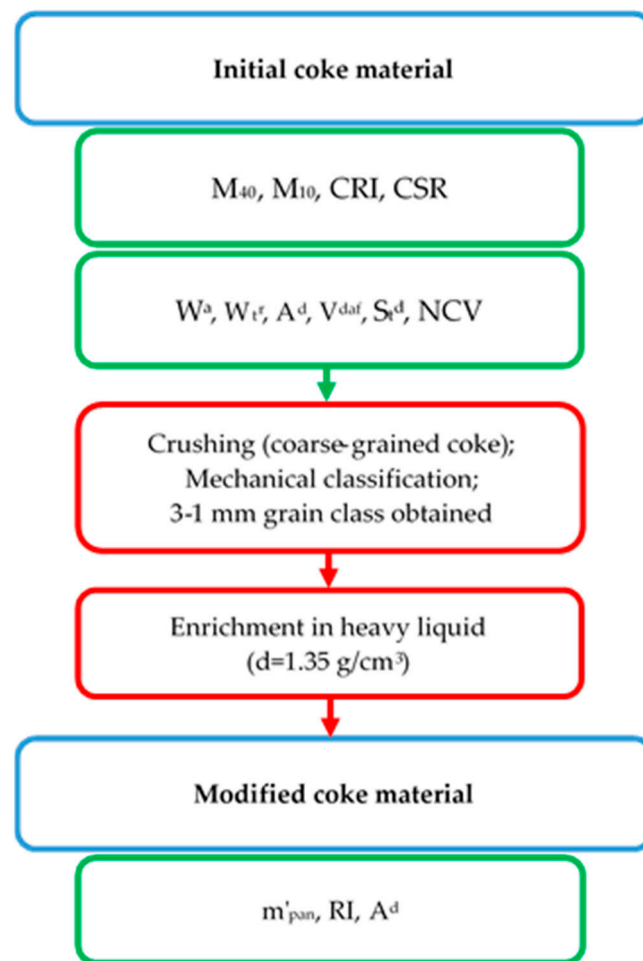 Initial coke material
M₄₀, M₁₀, CRI, CSR
Wᵃ, Wₜʳ, Aᵈ, Vᵈᵃᶠ, Sₜᵈ, NCV
Crushing (coarse-grained coke);
Mechanical classification;
3-1 mm grain class obtained
Enrichment in heavy liquid
(d=1.35 g/cm³)
Modified coke material
m'ₚₐₙ, RI, Aᵈ